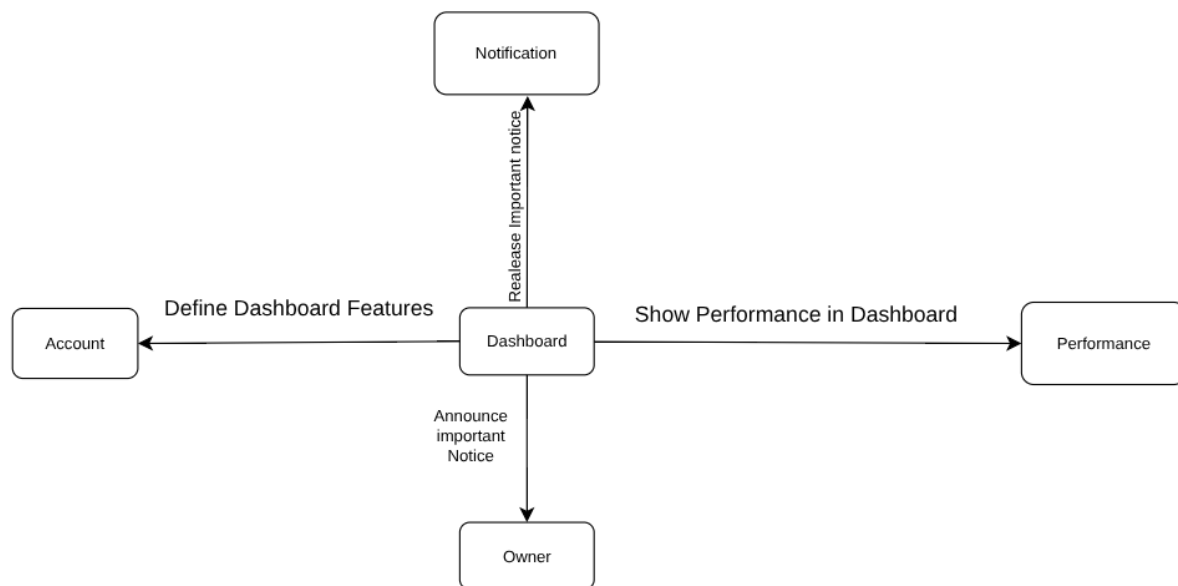 Notification
Realease Important notice
Define Dashboard Features
Show Performance in Dashboard
Account
Dashboard
Performance
Announce
important
Notice
Owner